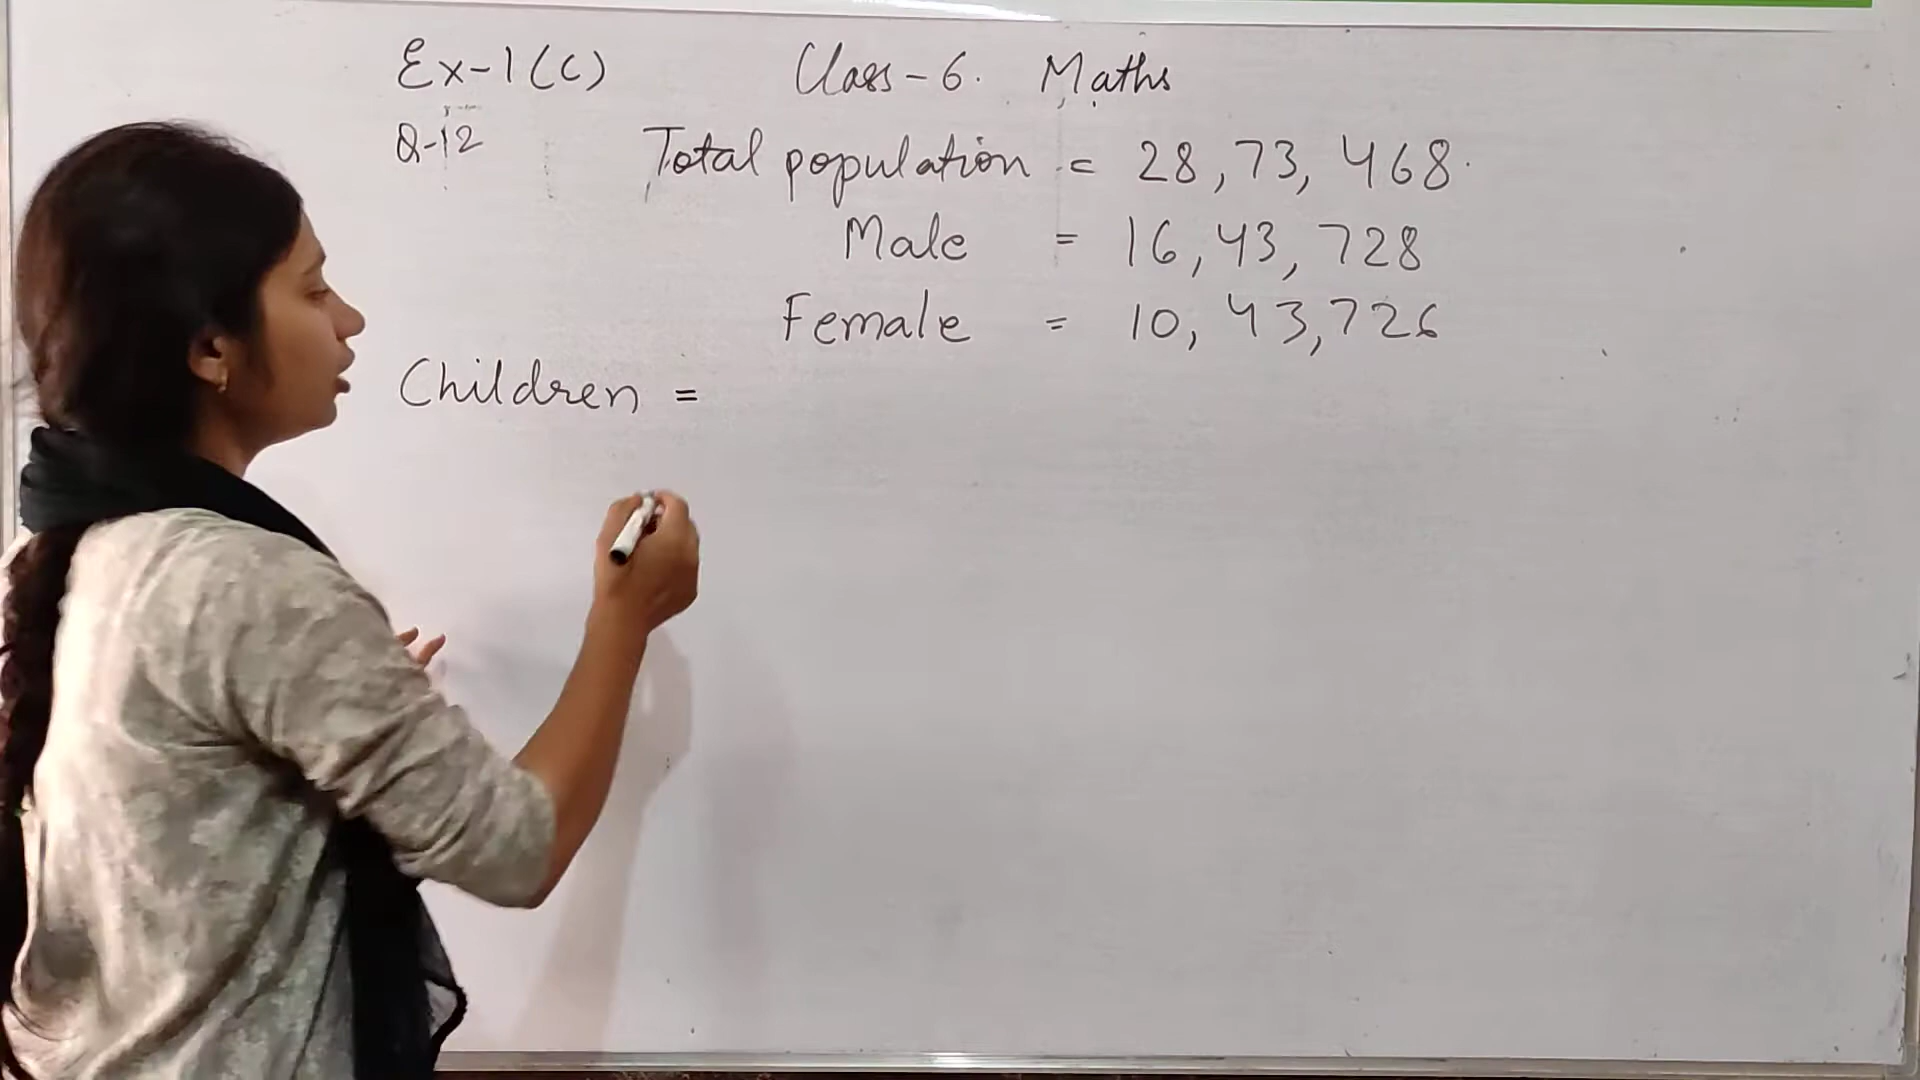 Ex-1(c) Class-6. Maths
Q-12 Total population = 28,73,468.
Male = 16,43,728
Female = 10,43,726
Children =